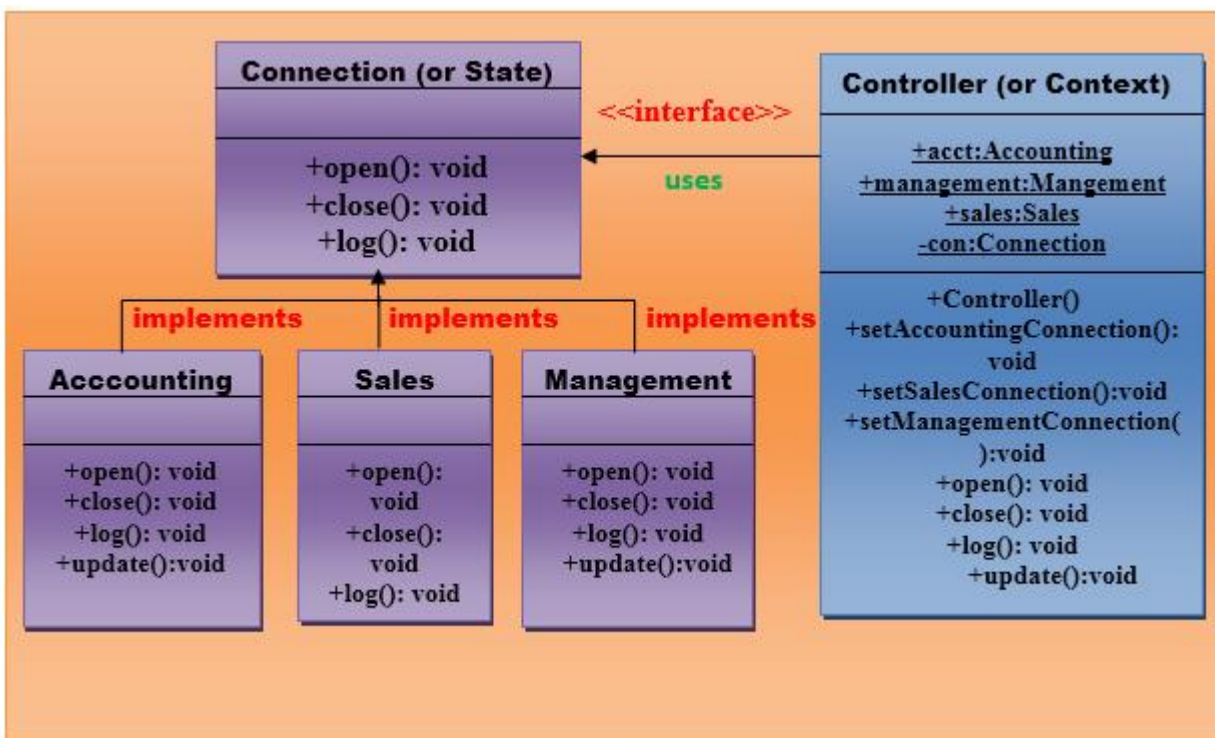 Connection (or State)
+open(): void
+close(): void
+log(): void
<<interface>>
uses
Controller (or Context)
+acct:Accounting
+management:Mangement
+sales:Sales
-con:Connection
+Controller()
+setAccountingConnection():
void
+setSalesConnection():void
+setManagementConnection(
):void
+open(): void
+close(): void
+log(): void
+update():void
implements
implements
implements
Acccounting
+open(): void
+close(): void
+log(): void
+update():void
Sales
+open():
void
+close():
void
+log(): void
Management
+open(): void
+close(): void
+log(): void
+update():void